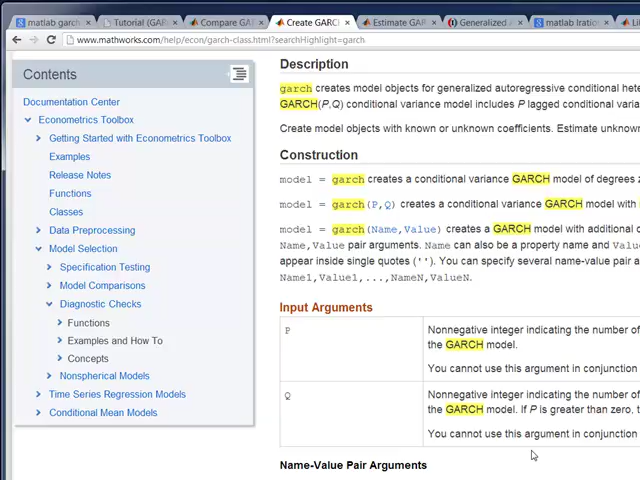 matlab garch
Tutorial (GAR
Compare GAR
Create GARC
Estimate GAR
Generalized A
matlab lratio
Li
www.mathworks.com/help/econ/garch-class.html?searchHighlight=garch
Contents
Documentation Center
Econometrics Toolbox
Getting Started with Econometrics Toolbox
Examples
Release Notes
Functions
Classes
Data Preprocessing
Model Selection
Specification Testing
Model Comparisons
Diagnostic Checks
Functions
Examples and How To
Concepts
Nonspherical Models
Time Series Regression Models
Conditional Mean Models
Description
garch creates model objects for generalized autoregressive conditional hete
GARCH(P,Q) conditional variance model includes P lagged conditional varia
Create model objects with known or unknown coefficients. Estimate unknown
Construction
model = garch creates a conditional variance GARCH model of degrees z
model = garch(P,Q) creates a conditional variance GARCH model with
model = garch(Name,Value) creates a GARCH model with additional o
Name,Value pair arguments. Name can also be a property name and Value
appear inside single quotes (''). You can specify several name-value pair a
Name1,Value1,...,NameN,ValueN.
Input Arguments
P
Nonnegative integer indicating the number of
the GARCH model.
You cannot use this argument in conjunction
Q
Nonnegative integer indicating the number of
the GARCH model. If P is greater than zero, t
You cannot use this argument in conjunction
Name-Value Pair Arguments